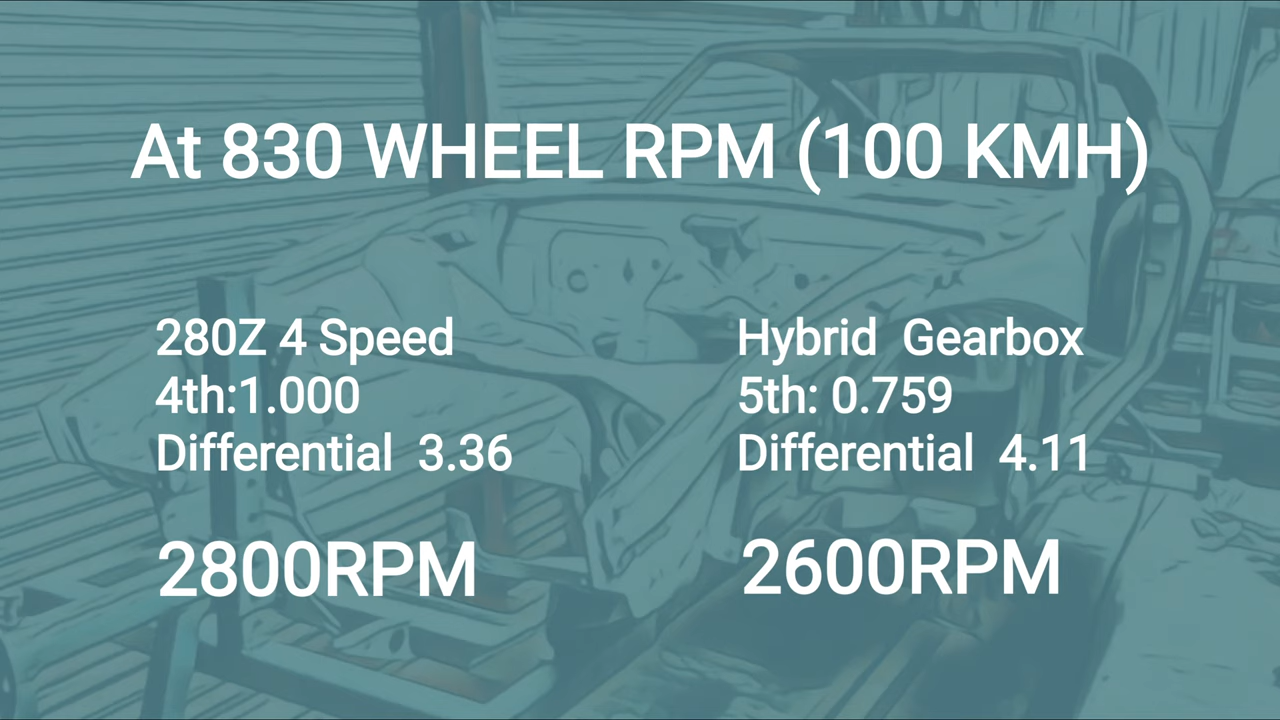 At 830 WHEEL RPM (100 KMH)
280Z 4 Speed
4th:1.000
Differential 3.36
2800RPM
Hybrid Gearbox
5th: 0.759
Differential 4.11
2600RPM